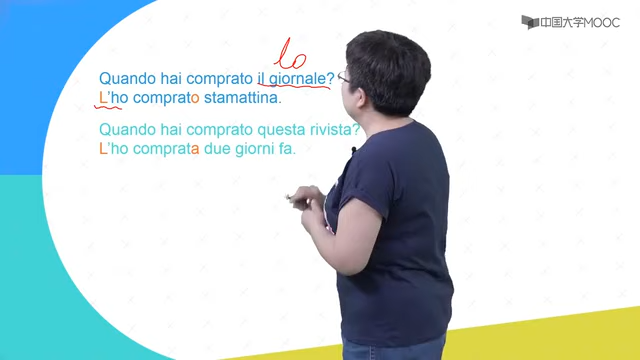 中国大学MOOC
lo
Quando hai comprato il giornale?
L'ho comprato stamattina.
Quando hai comprato questa rivista?
L'ho comprata due giorni fa.